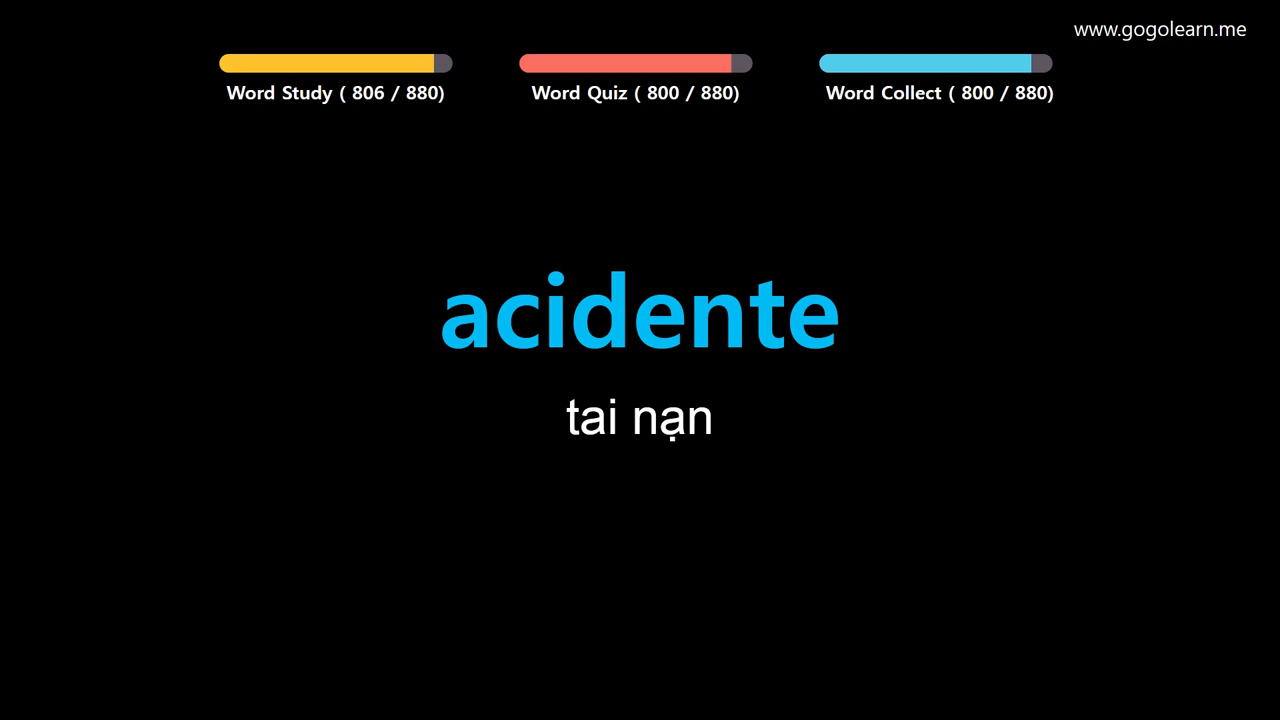 www.gogolearn.me
Word Study ( 806 / 880)
Word Quiz ( 800 / 880)
Word Collect ( 800 / 880)
acidente
tai nạn